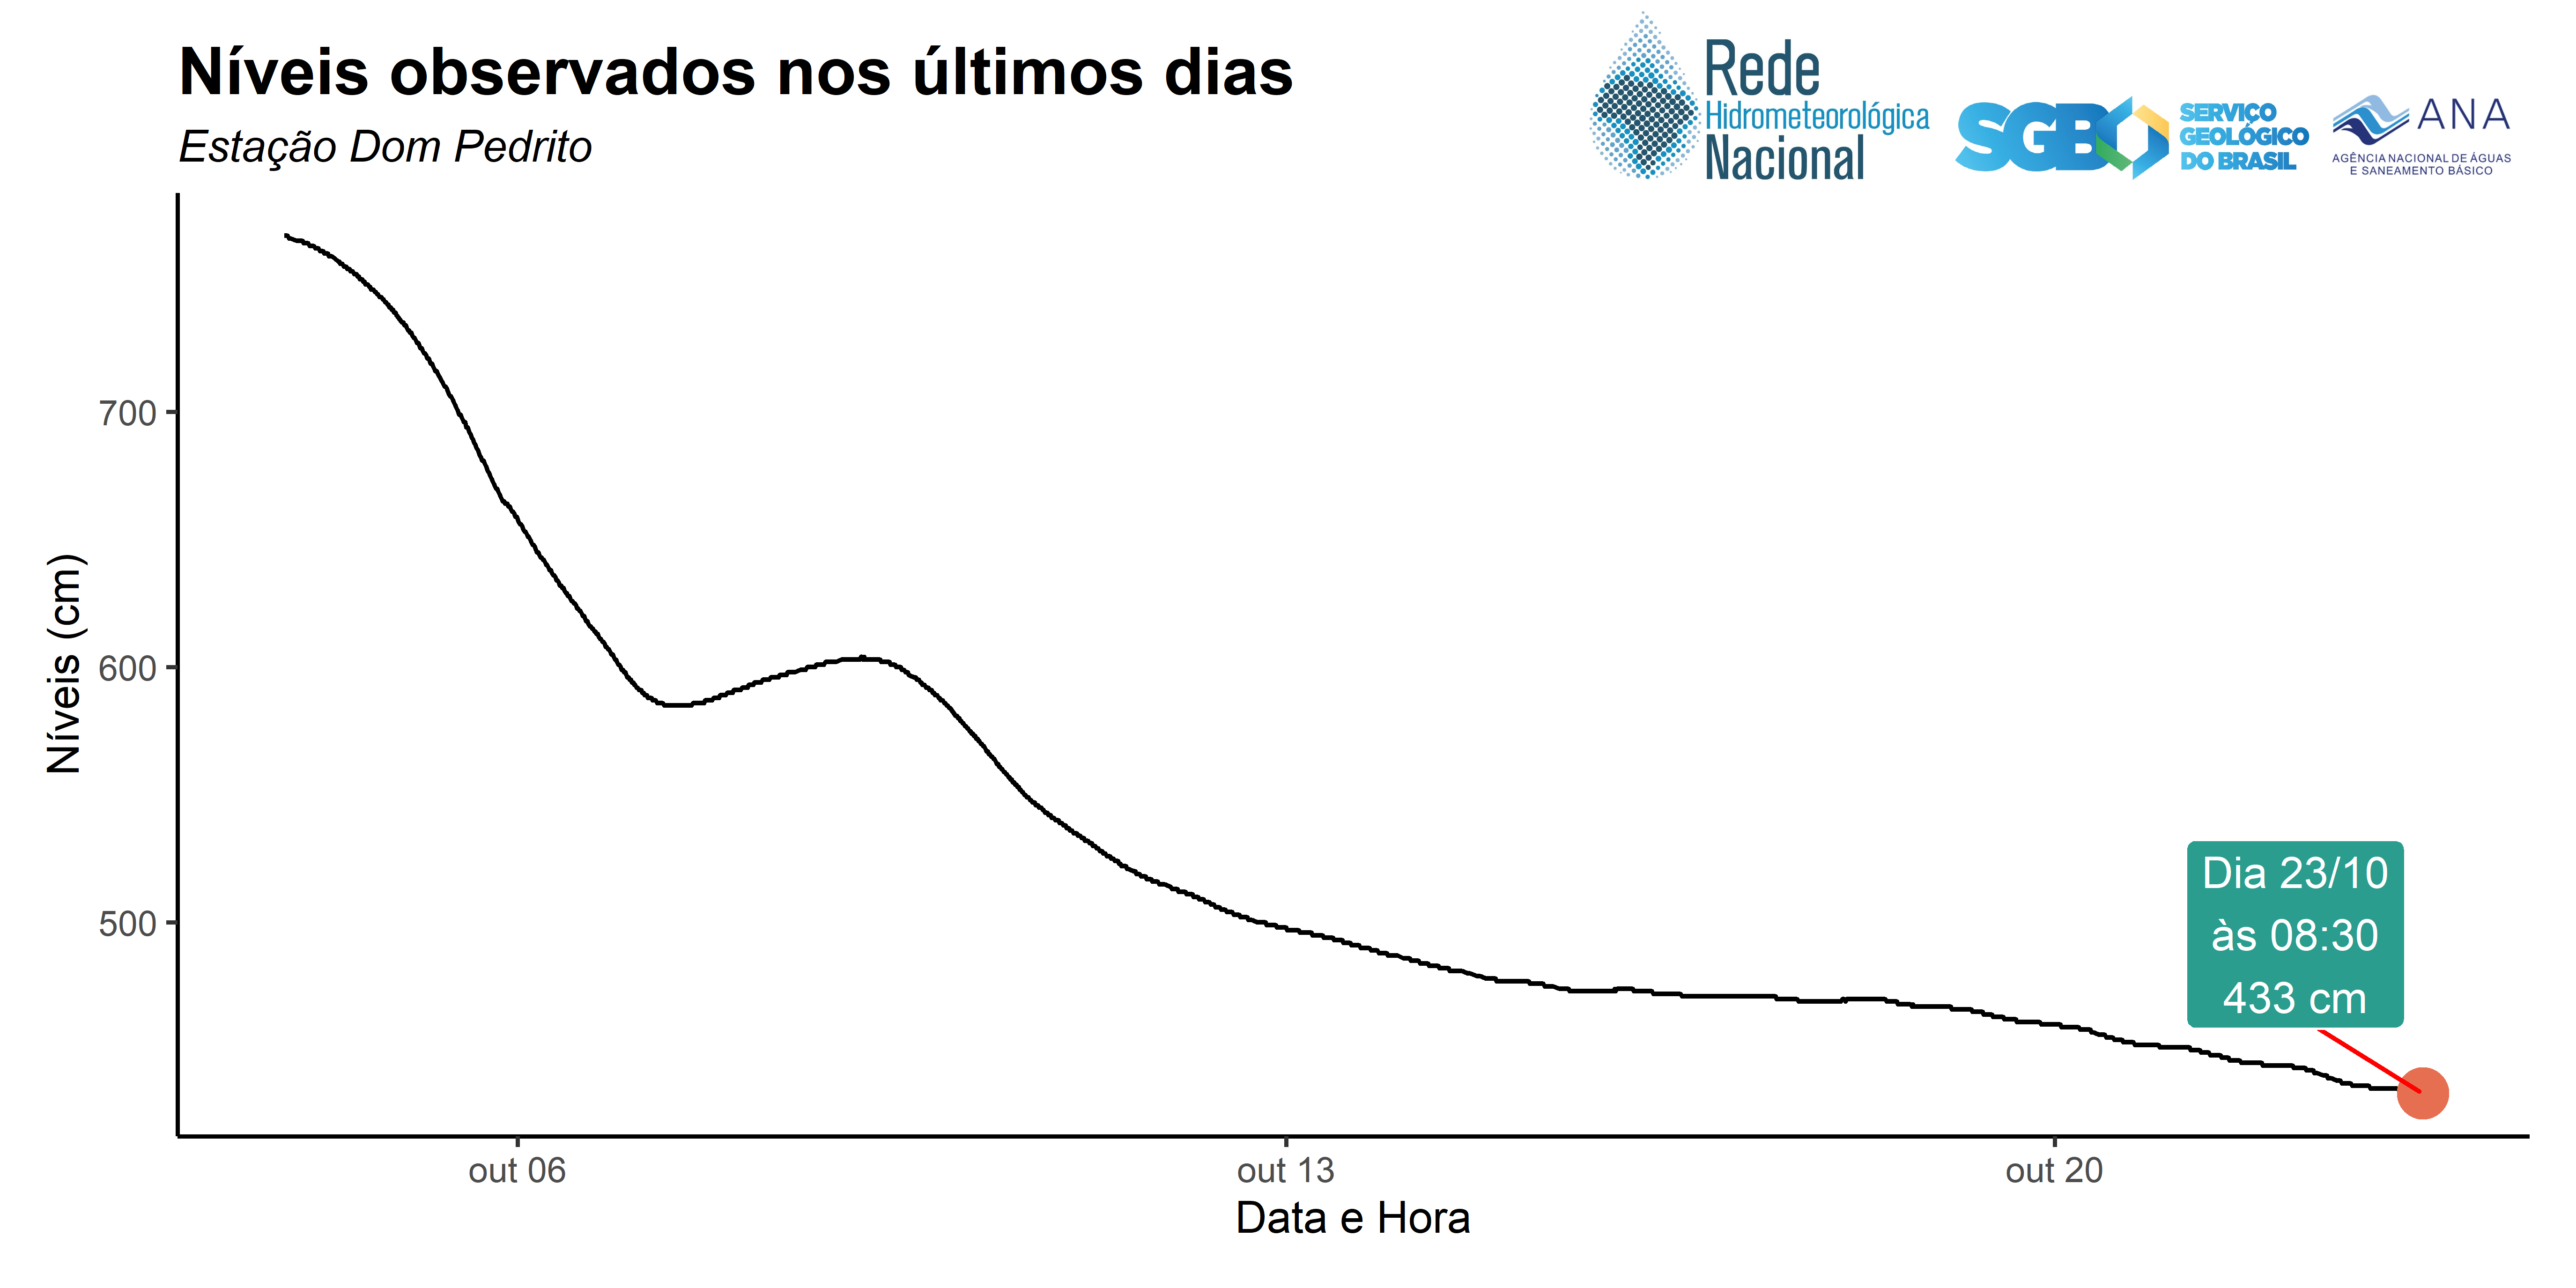 Níveis observados nos últimos dias
Estação Dom Pedrito
Rede
Hidrometeorológica
Nacional
SGB
SERVIÇO
GEOLÓGICO
DO BRASIL
ANA
AGÊNCIA NACIONAL DE ÁGUAS
E SANEAMENTO BÁSICO
Níveis (cm)
700
600
500
Dia 23/10
às 08:30
433 cm
out 06
out 13
out 20
Data e Hora